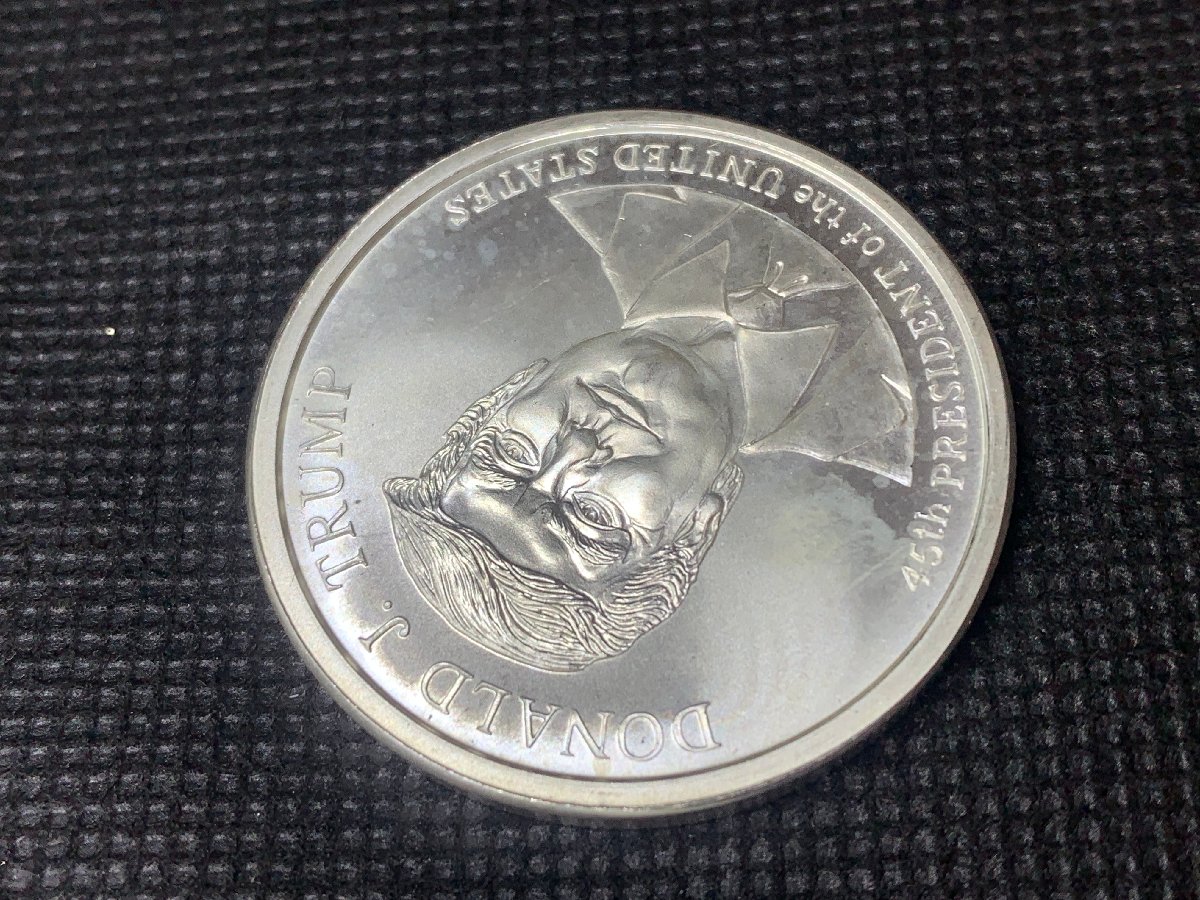 DONALD J. TRUMP
45th PRESIDENT of the UNITED STATES